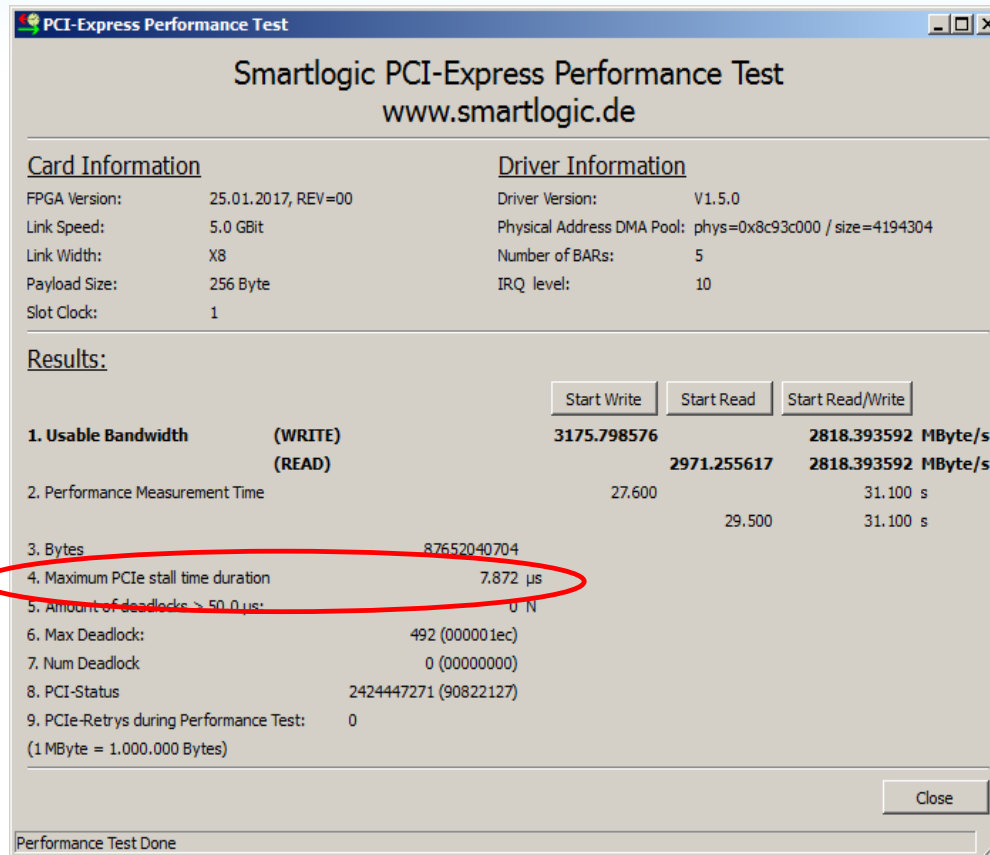 PCI-Express Performance Test
Smartlogic PCI-Express Performance Test
www.smartlogic.de
Card Information
FPGA Version: 25.01.2017, REV=00
Link Speed: 5.0 GBit
Link Width: X8
Payload Size: 256 Byte
Slot Clock: 1
Driver Information
Driver Version: V1.5.0
Physical Address DMA Pool: phys=0x8c93c000 / size=4194304
Number of BARs: 5
IRQ level: 10
Results:
Start Write Start Read Start Read/Write
1. Usable Bandwidth (WRITE) 3175.798576 2818.393592 MByte/s
(READ) 2971.255617 2818.393592 MByte/s
2. Performance Measurement Time 27.600 31.100 s
29.500 31.100 s
3. Bytes 87652040704
4. Maximum PCIe stall time duration 7.872 µs
5. Amount of deadlocks > 50.0 µs: 0 N
6. Max Deadlock: 492 (000001ec)
7. Num Deadlock 0 (00000000)
8. PCI-Status 2424447271 (90822127)
9. PCIe-Retrys during Performance Test: 0
(1 MByte = 1.000.000 Bytes)
Close
Performance Test Done